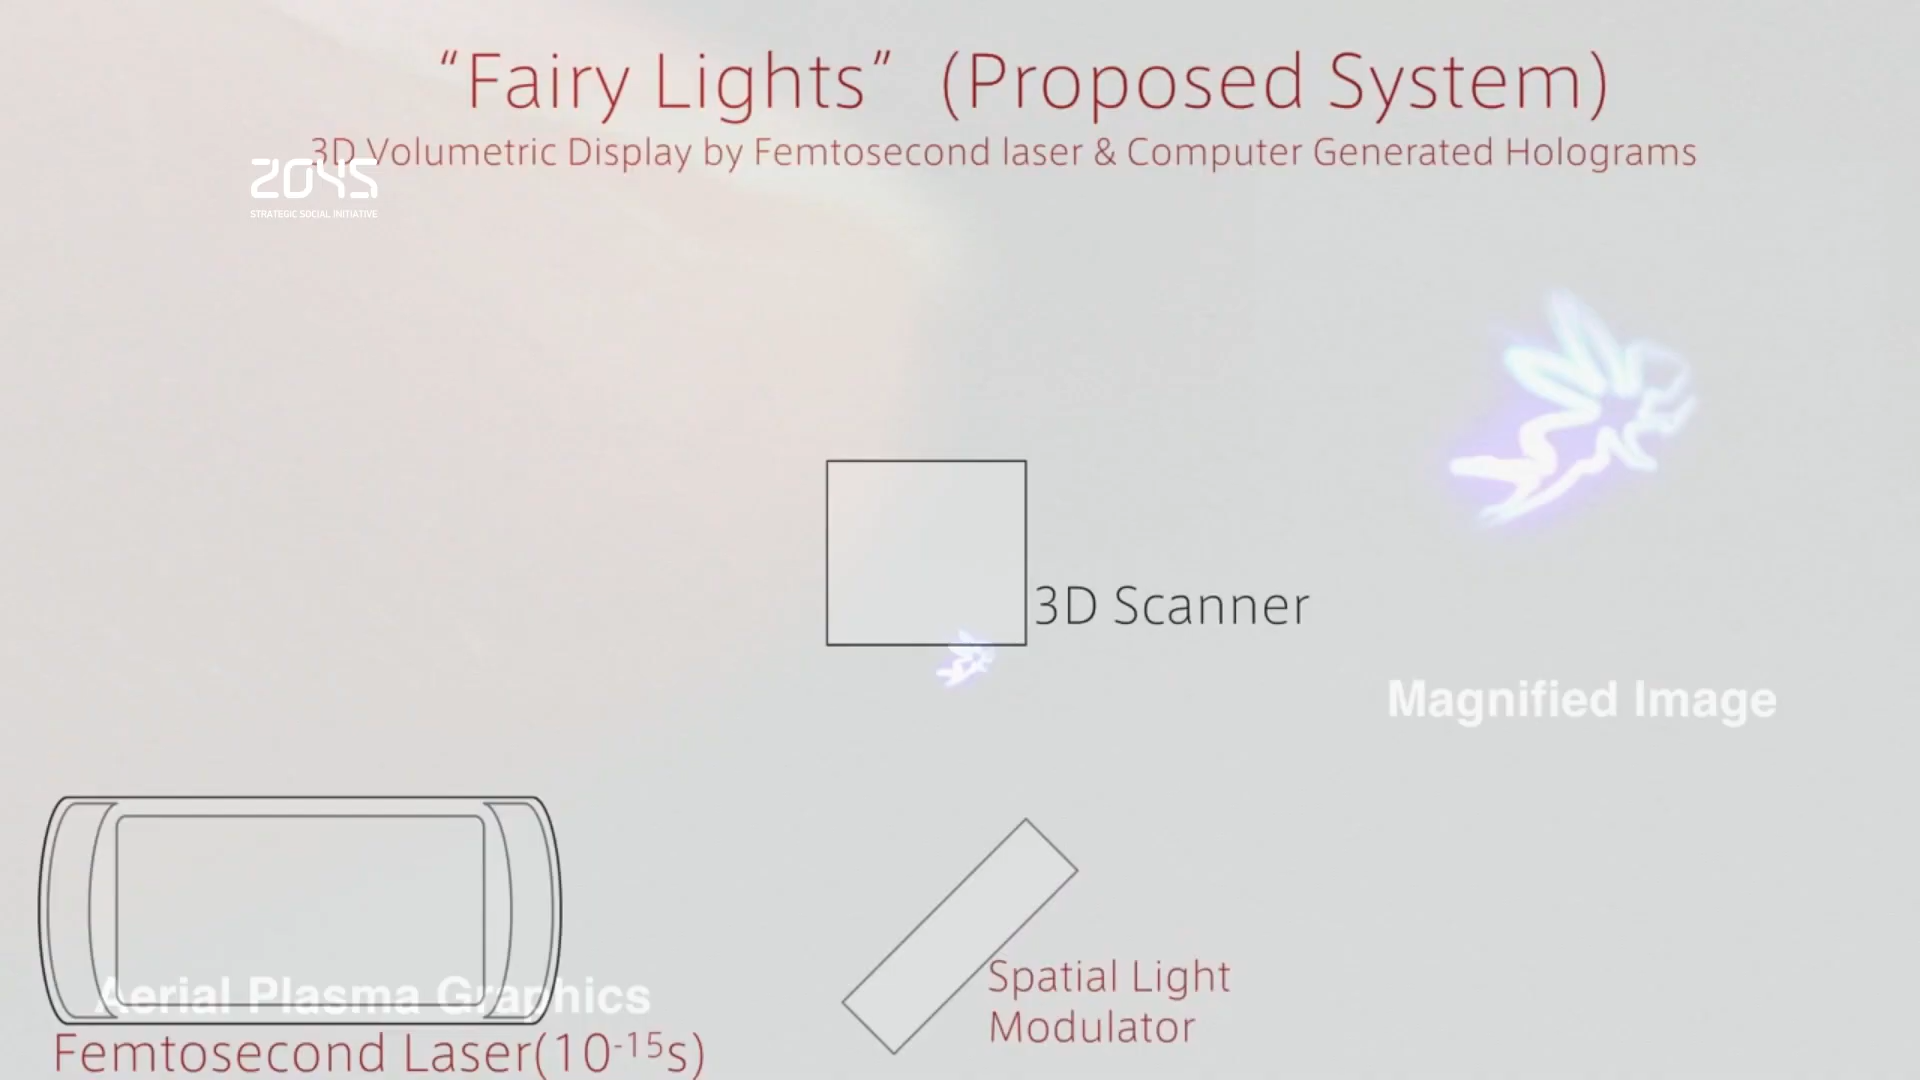 “Fairy Lights” (Proposed System)
3D Volumetric Display by Femtosecond laser & Computer Generated Holograms
2045
STRATEGIC SOCIAL INITIATIVE
3D Scanner
Magnified Image
Aerial Plasma Graphics
Femtosecond Laser(10⁻¹⁵s)
Spatial Light
Modulator